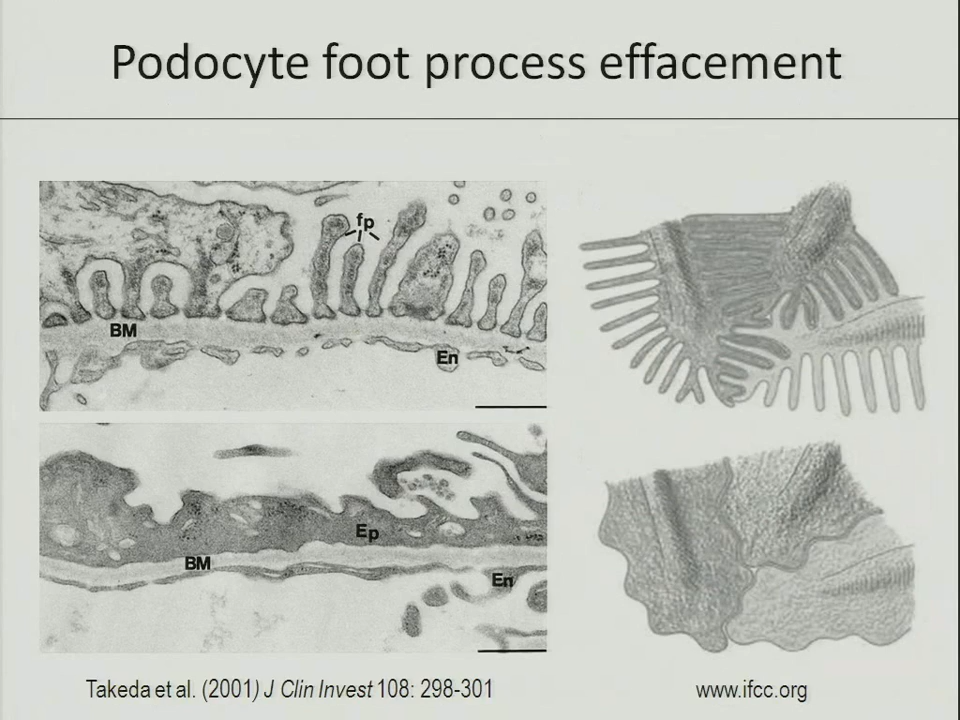 Podocyte foot process effacement
fp
BM
En
Ep
BM
En
Takeda et al. (2001) J Clin Invest 108: 298-301
www.ifcc.org